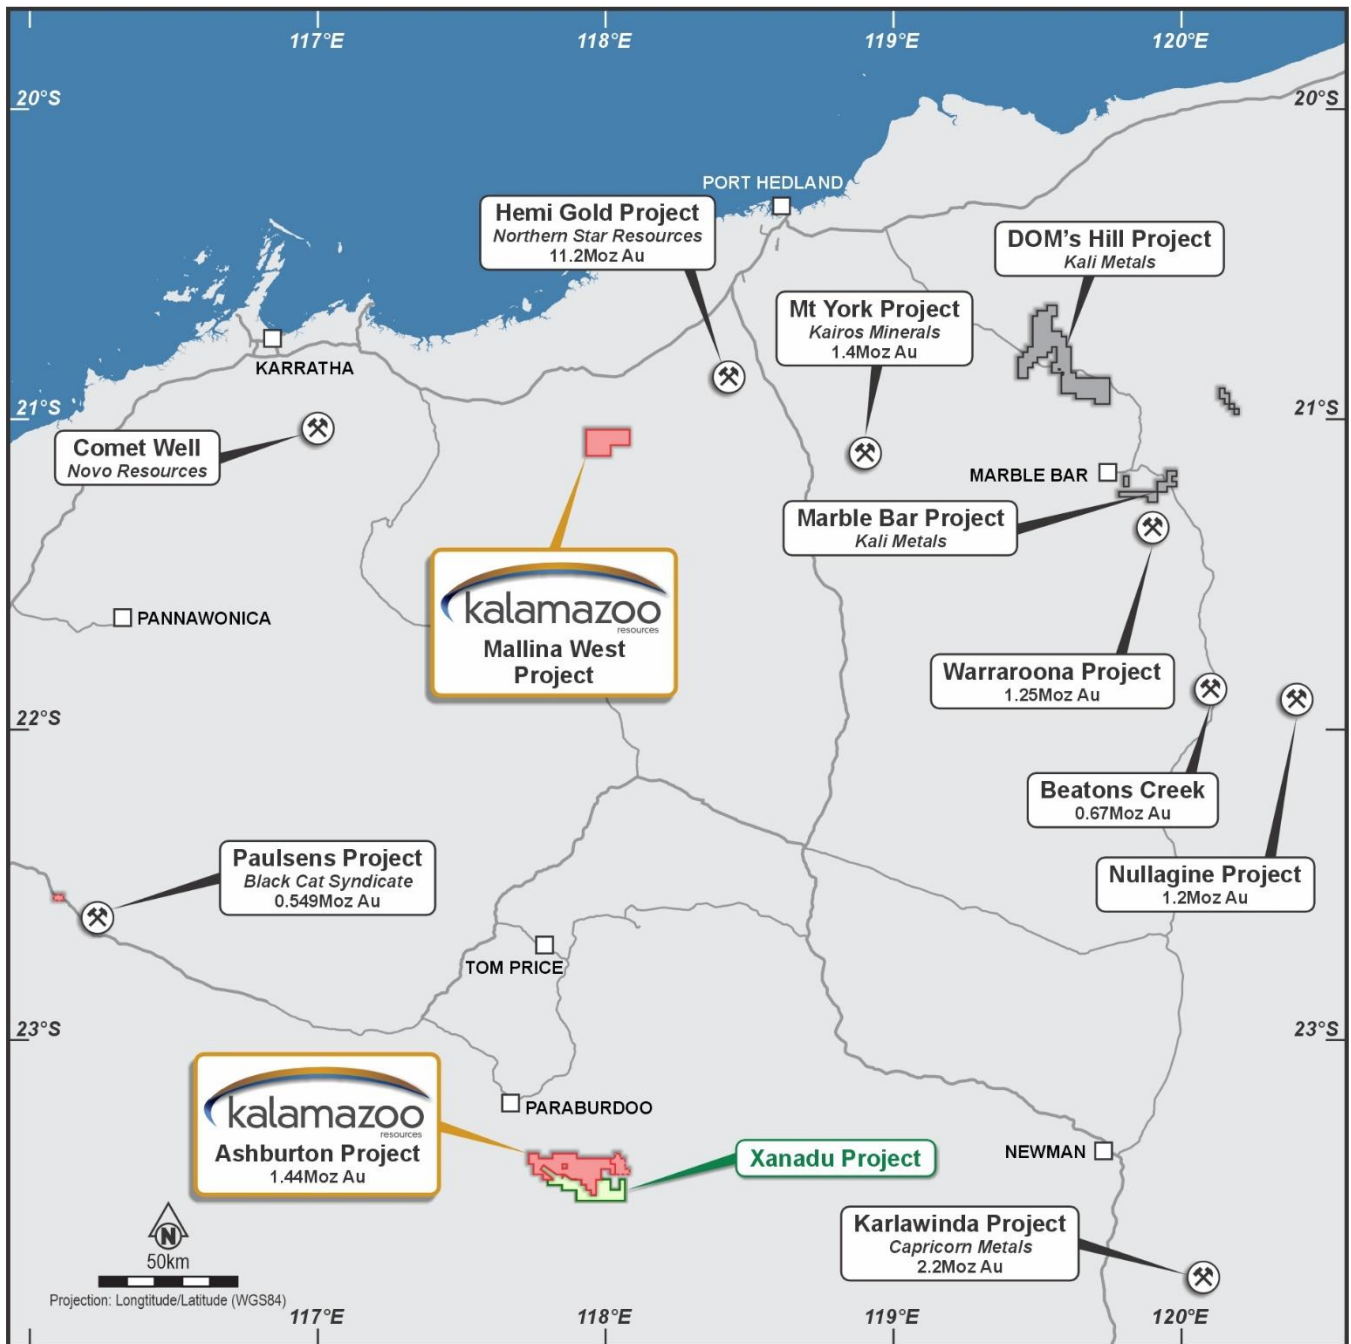 117°E
118°E
119°E
120°E
20°S
20°S
PORT HEDLAND
Hemi Gold Project
Northern Star Resources
11.2Moz Au
DOM's Hill Project
Kali Metals
Mt York Project
Kairos Minerals
1.4Moz Au
KARRATHA
21°S
21°S
Comet Well
Novo Resources
MARBLE BAR
Marble Bar Project
Kali Metals
kalamazoo
resources
Mallina West
Project
PANNAWONICA
Warraroona Project
1.25Moz Au
22°S
Beatons Creek
0.67Moz Au
Nullagine Project
1.2Moz Au
Paulsens Project
Black Cat Syndicate
0.549Moz Au
TOM PRICE
23°S
23°S
kalamazoo
resources
Ashburton Project
1.44Moz Au
PARABURDOO
Xanadu Project
NEWMAN
Karlawinda Project
Capricorn Metals
2.2Moz Au
N
50km
Projection: Longtitude/Latitude (WGS84)
117°E
118°E
119°E
120°E